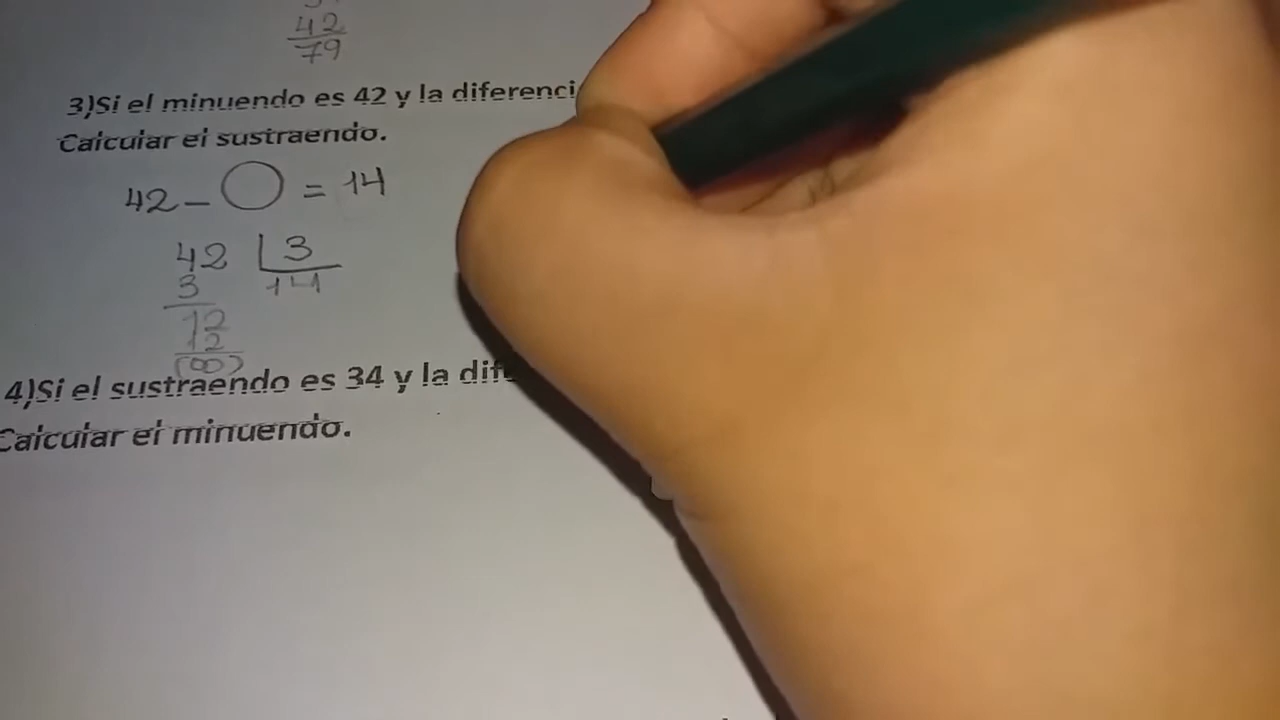 42
79
3)Si el minuendo es 42 y la diferenci
Calcular el sustraendo.
42 - ◯ = 14
42 3
3 14
12
12
(00)
4)Si el sustraendo es 34 y la dif
Calcular el minuendo.